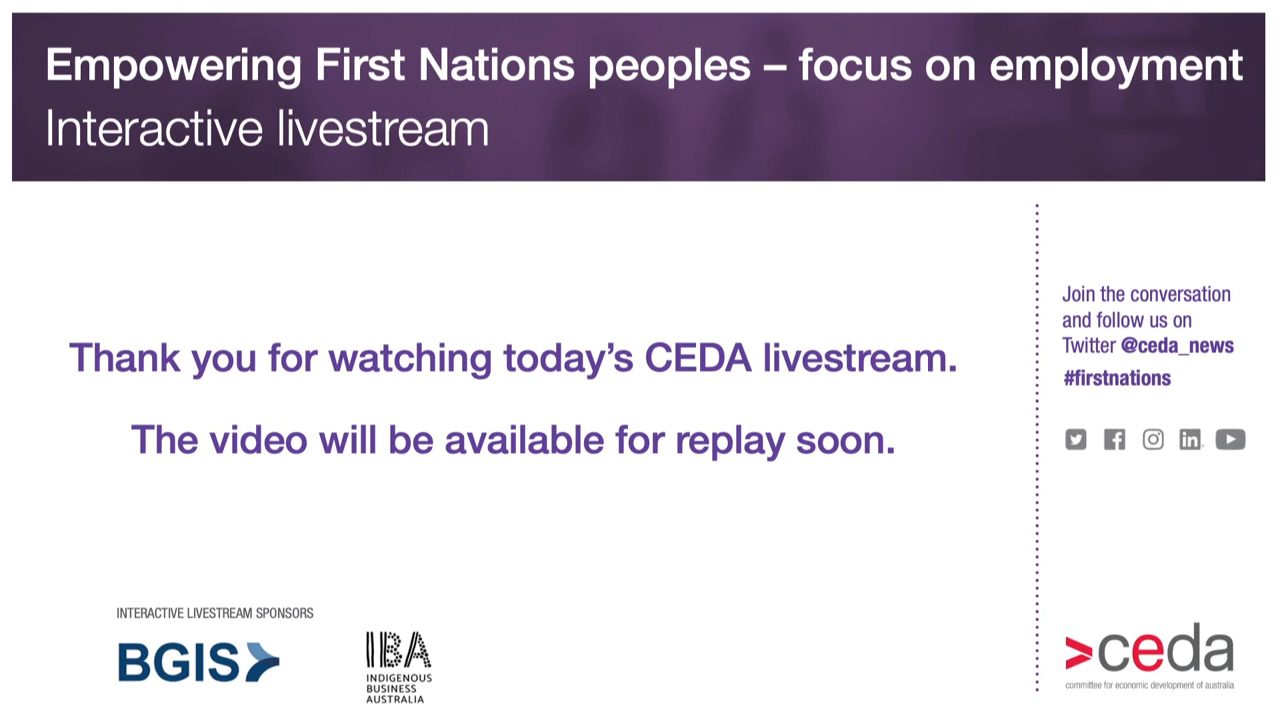 Empowering First Nations peoples – focus on employment
Interactive livestream
Thank you for watching today’s CEDA livestream.
The video will be available for replay soon.
Join the conversation
and follow us on
Twitter @ceda_news
#firstnations
INTERACTIVE LIVESTREAM SPONSORS
BGIS
IBA
INDIGENOUS
BUSINESS
AUSTRALIA
>ceda
committee for economic development of australia